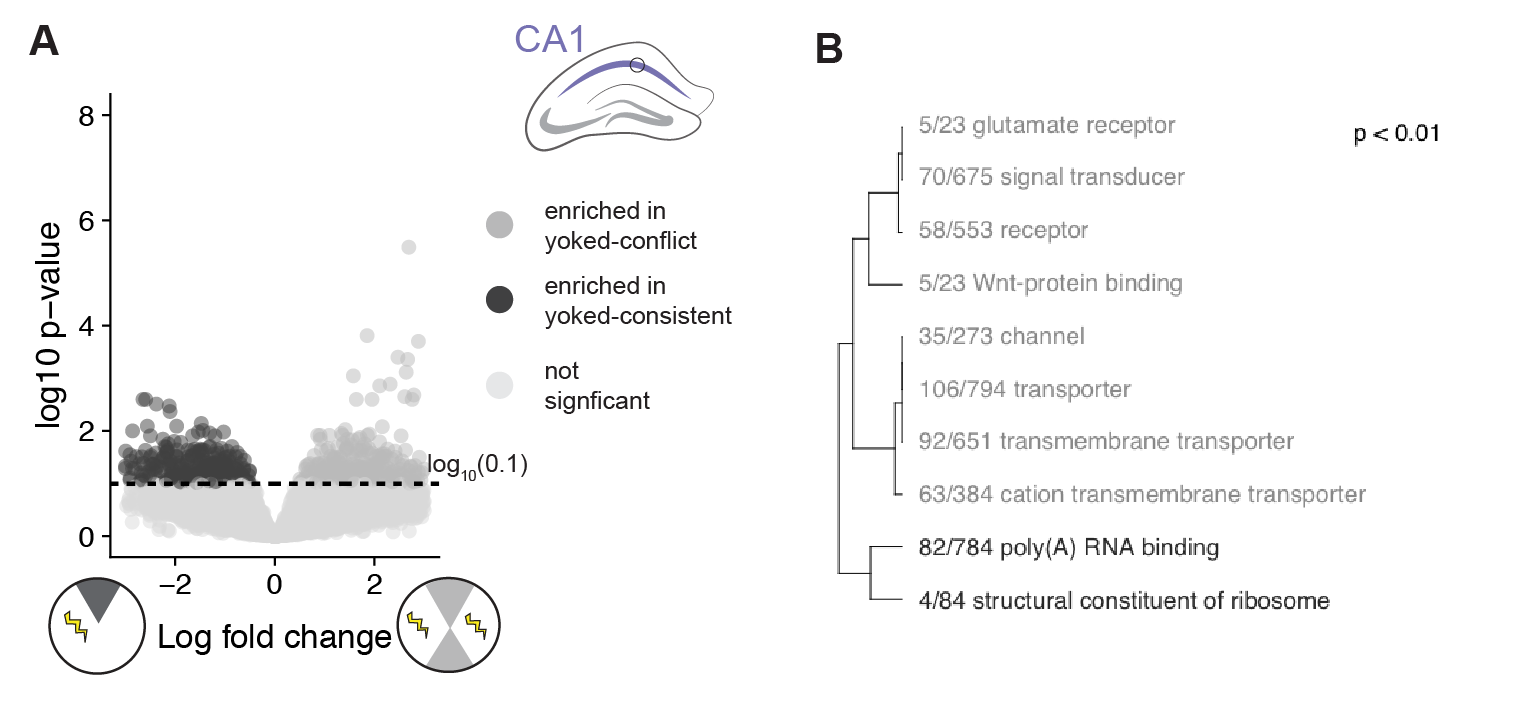 A
CA1
8
6
4
2
0
log10 p−value
enriched in
yoked-conflict
enriched in
yoked-consistent
not
signficant
log10(0.1)
−2
0
2
Log fold change
B
p < 0.01
5/23 glutamate receptor
70/675 signal transducer
58/553 receptor
5/23 Wnt-protein binding
35/273 channel
106/794 transporter
92/651 transmembrane transporter
63/384 cation transmembrane transporter
82/784 poly(A) RNA binding
4/84 structural constituent of ribosome